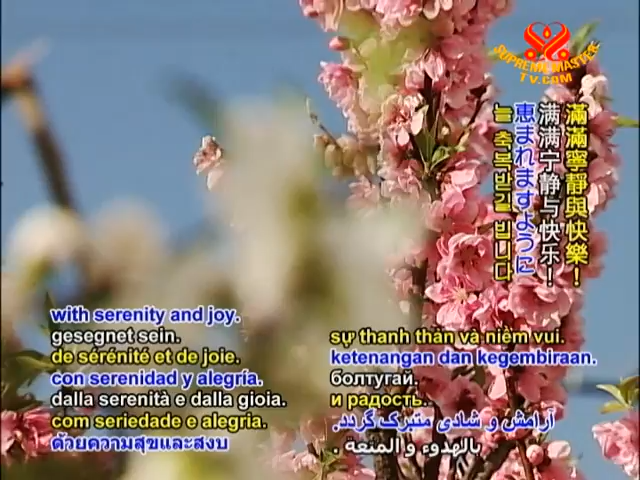 SUPREME MASTER
TV.COM
滿滿寧靜與快樂!
满满宁静与快乐!
恵まれますように
늘 축복받길 빕니다
with serenity and joy.
gesegnet sein.
de sérénité et de joie.
con serenidad y alegría.
dalla serenità e dalla gioia.
com seriedade e alegria.
ด้วยความสุขและสงบ
sự thanh thản và niềm vui.
ketenangan dan kegembiraan.
болтугай.
и радость.
آرامش و شادی متبرک گردد.
بالهدوء و المتعة .